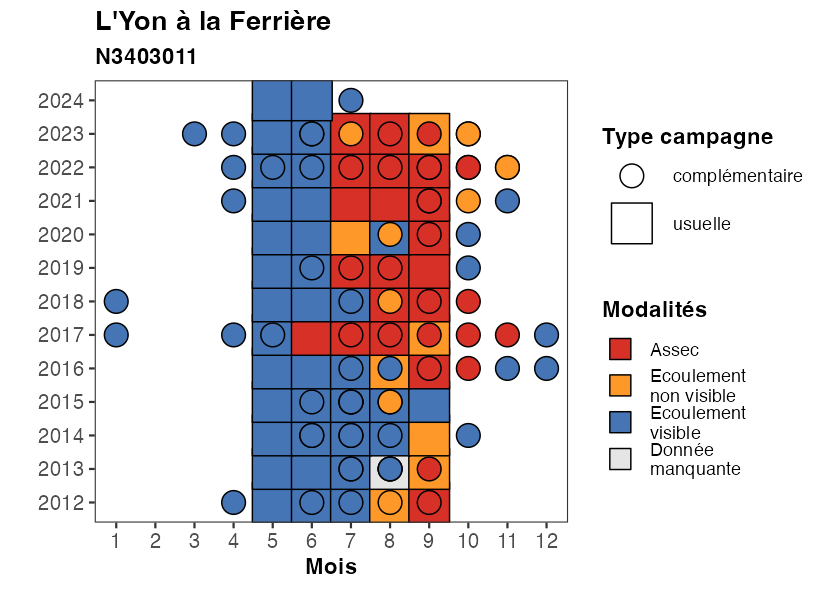 L'Yon à la Ferrière
N3403011
2024
2023
2022
2021
2020
2019
2018
2017
2016
2015
2014
2013
2012
1 2 3 4 5 6 7 8 9 10 11 12
Mois
Type campagne
complémentaire
usuelle
Modalités
Assec
Ecoulement
non visible
Ecoulement
visible
Donnée
manquante